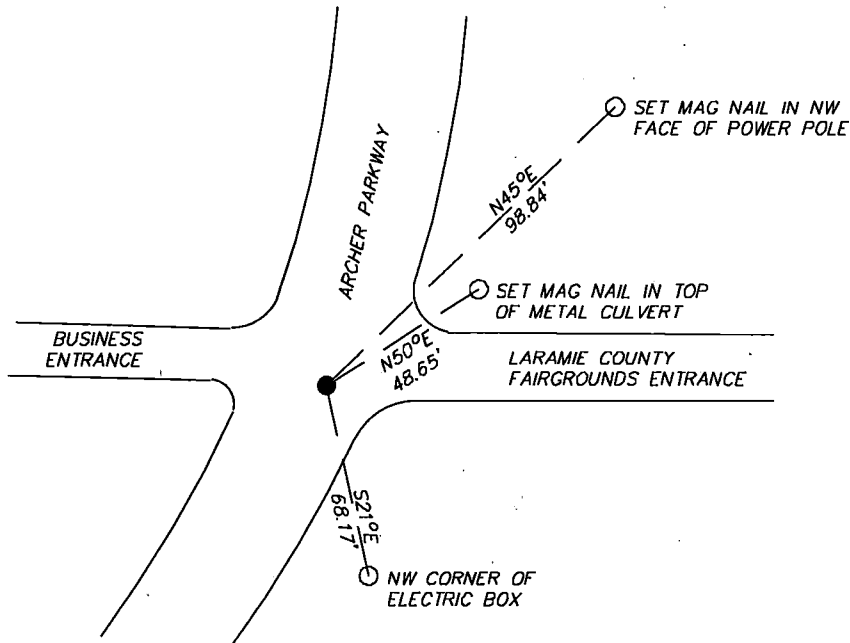 SET MAG NAIL IN NW
FACE OF POWER POLE
ARCHER PARKWAY
N45°E
98.84'
SET MAG NAIL IN TOP
OF METAL CULVERT
BUSINESS
ENTRANCE
N50°E
48.65'
LARAMIE COUNTY
FAIRGROUNDS ENTRANCE
S21°E
68.17'
NW CORNER OF
ELECTRIC BOX